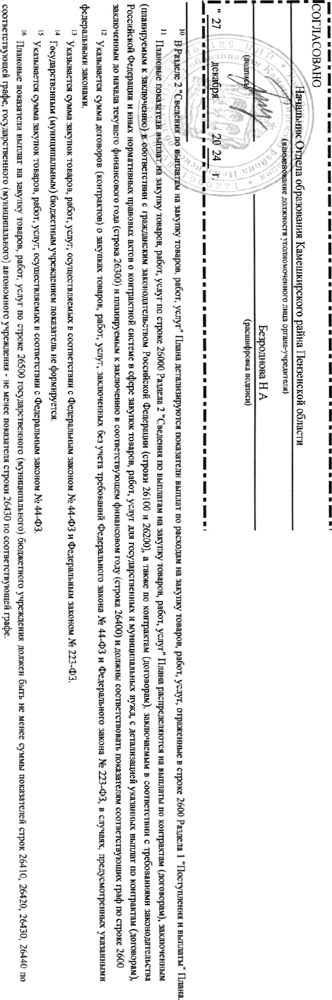 СОГЛАСОВАНО
Начальник Отдела образования Камешкирского райна Пензенской области
(наименование должности уполномоченного лица органа-учредителя)
Безроднова Н А
(подпись) (расшифровка подписи)
" 27 декабря 20 24 г.
10 В Разделе 2 "Сведения по выплатам на закупку товаров, работ, услуг" Плана детализируются показатели выплат по расходам на закупку товаров, работ, услуг, отраженные в строке 2600 Раздела 1 "Поступления и выплаты" Плана.
11 Плановые показатели выплат на закупку товаров, работ, услуг по строке 26000 Раздела 2 "Сведения по выплатам на закупку товаров, работ, услуг" Плана распределяются на выплаты по контрактам (договорам), заключенным
(планируемым к заключению) в соответствии с гражданским законодательством Российской Федерации (строки 26100 и 26200), а также по контрактам (договорам), заключаемым в соответствии с требованиями законодательства
Российской Федерации и иных нормативных правовых актов о контрактной системе в сфере закупок товаров, работ, услуг для государственных и муниципальных нужд, с детализацией указанных выплат по контрактам (договорам),
заключенным до начала текущего финансового года (строка 26300) и планируемым к заключению в соответствующем финансовом году (строка 26400) и должны соответствовать показателям соответствующих граф по строке 2600
12 Указывается сумма договоров (контрактов) о закупках товаров, работ, услуг, заключенных без учета требований Федерального закона № 44-ФЗ и Федерального закона № 223-ФЗ, в случаях, предусмотренных указанными
федеральными законами.
13 Указывается сумма закупок товаров, работ, услуг, осуществляемых в соответствии с Федеральным законом № 44-ФЗ и Федеральным законом № 223-ФЗ.
14 Государственным (муниципальным) бюджетным учреждением показатель не формируется.
15 Указывается сумма закупок товаров, работ, услуг, осуществляемых в соответствии с Федеральным законом № 44-ФЗ.
16 Плановые показатели выплат на закупку товаров, работ, услуг по строке 26500 государственного (муниципального) бюджетного учреждения должен быть не менее суммы показателей строк 26410, 26420, 26430, 26440 по
соответствующей графе, государственного (муниципального) автономного учреждения - не менее показателя строки 26430 по соответствующей графе.